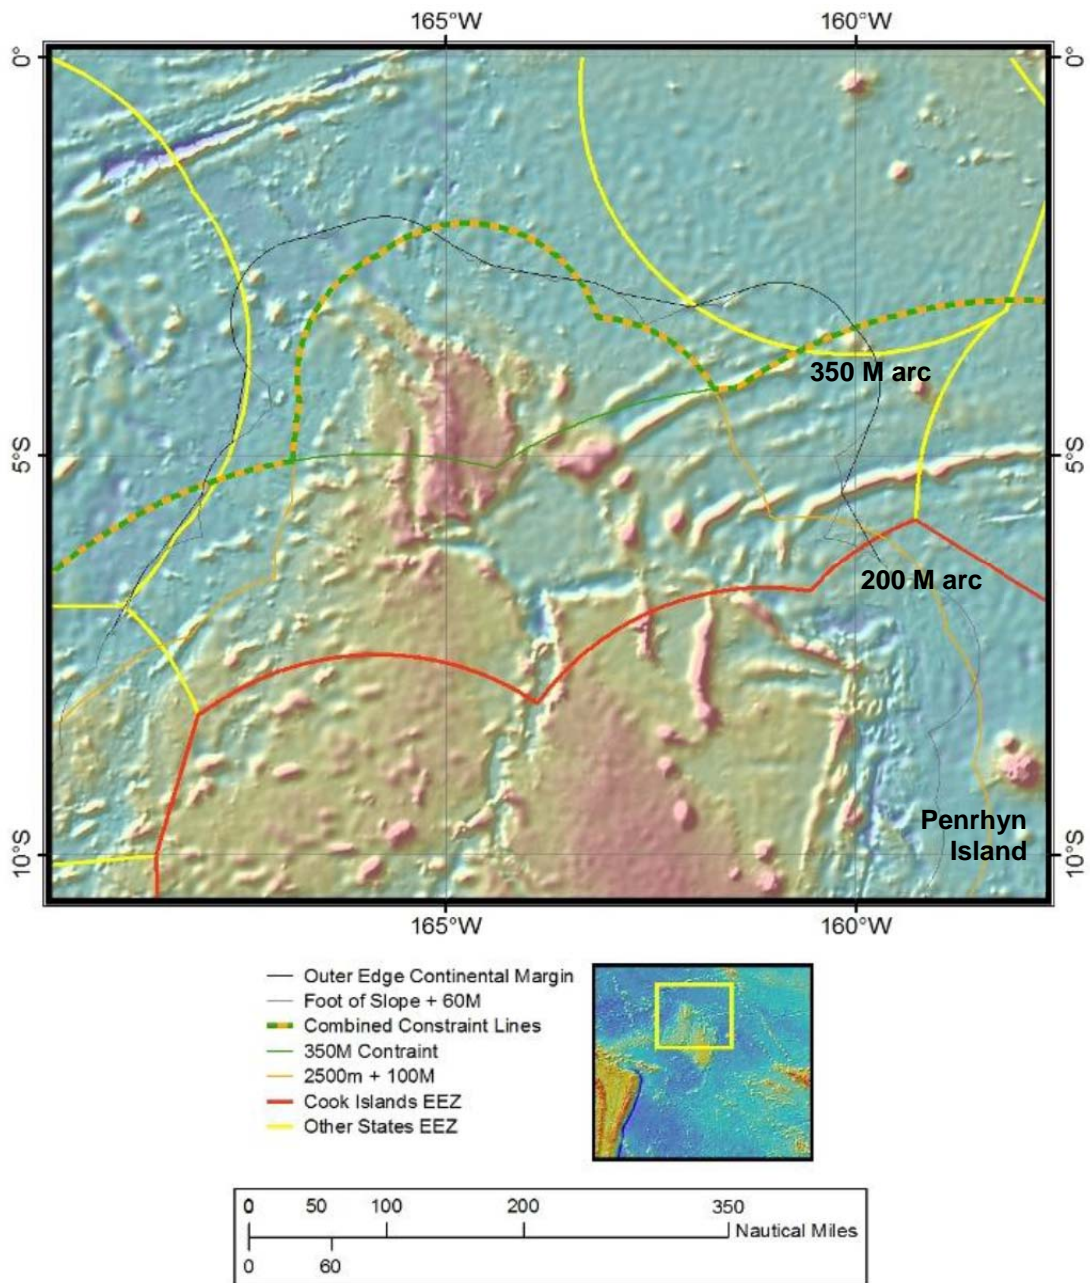 165°W
160°W
0°
0°
350 M arc
5°S
5°S
200 M arc
Penrhyn
Island
10°S
10°S
165°W
160°W
Outer Edge Continental Margin
Foot of Slope + 60M
Combined Constraint Lines
350M Contraint
2500m + 100M
Cook Islands EEZ
Other States EEZ
0 50 100 200 350
Nautical Miles
0 60